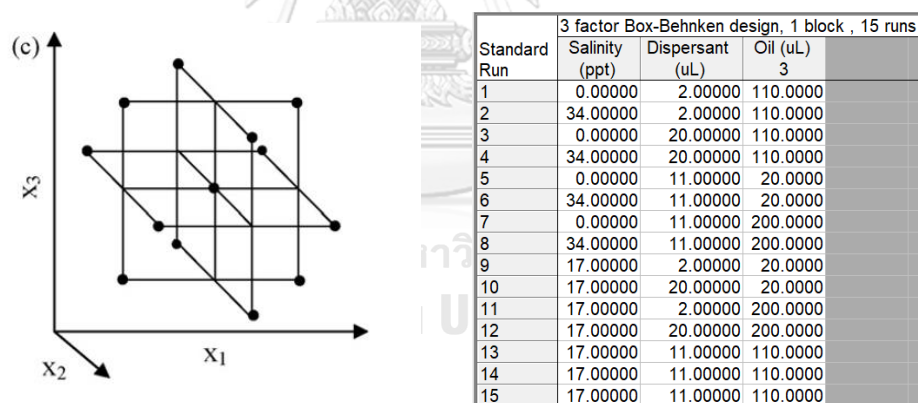 (c)
X3
X2
X1
3 factor Box-Behnken design, 1 block , 15 runs
Standard Run Salinity (ppt) Dispersant (uL) Oil (uL) 3
1 0.00000 2.00000 110.0000
2 34.00000 2.00000 110.0000
3 0.00000 20.00000 110.0000
4 34.00000 20.00000 110.0000
5 0.00000 11.00000 20.0000
6 34.00000 11.00000 20.0000
7 0.00000 11.00000 200.0000
8 34.00000 11.00000 200.0000
9 17.00000 2.00000 20.0000
10 17.00000 20.00000 20.0000
11 17.00000 2.00000 200.0000
12 17.00000 20.00000 200.0000
13 17.00000 11.00000 110.0000
14 17.00000 11.00000 110.0000
15 17.00000 11.00000 110.0000